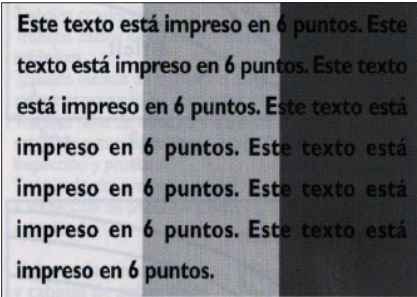 Este texto está impreso en 6 puntos. Este
texto está impreso en 6 puntos. Este texto
está impreso en 6 puntos. Este texto está
impreso en 6 puntos. Este texto está
impreso en 6 puntos. Este texto está
impreso en 6 puntos. Este texto está
impreso en 6 puntos.